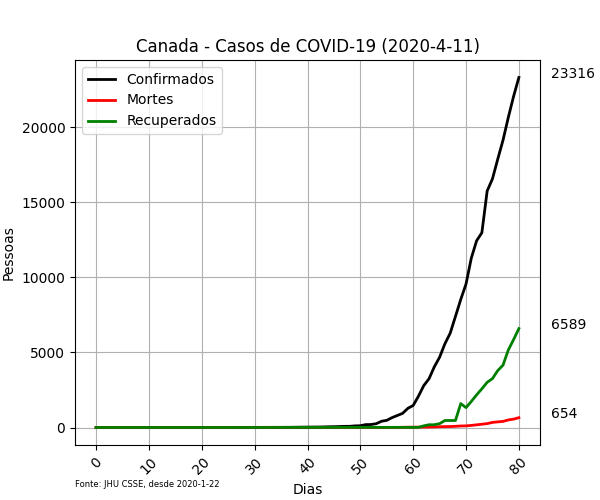 Canada - Casos de COVID-19 (2020-4-11)
Confirmados
Mortes
Recuperados
23316
6589
654
Pessoas
20000
15000
10000
5000
0
0 10 20 30 40 50 60 70 80
Dias
Fonte: JHU CSSE, desde 2020-1-22